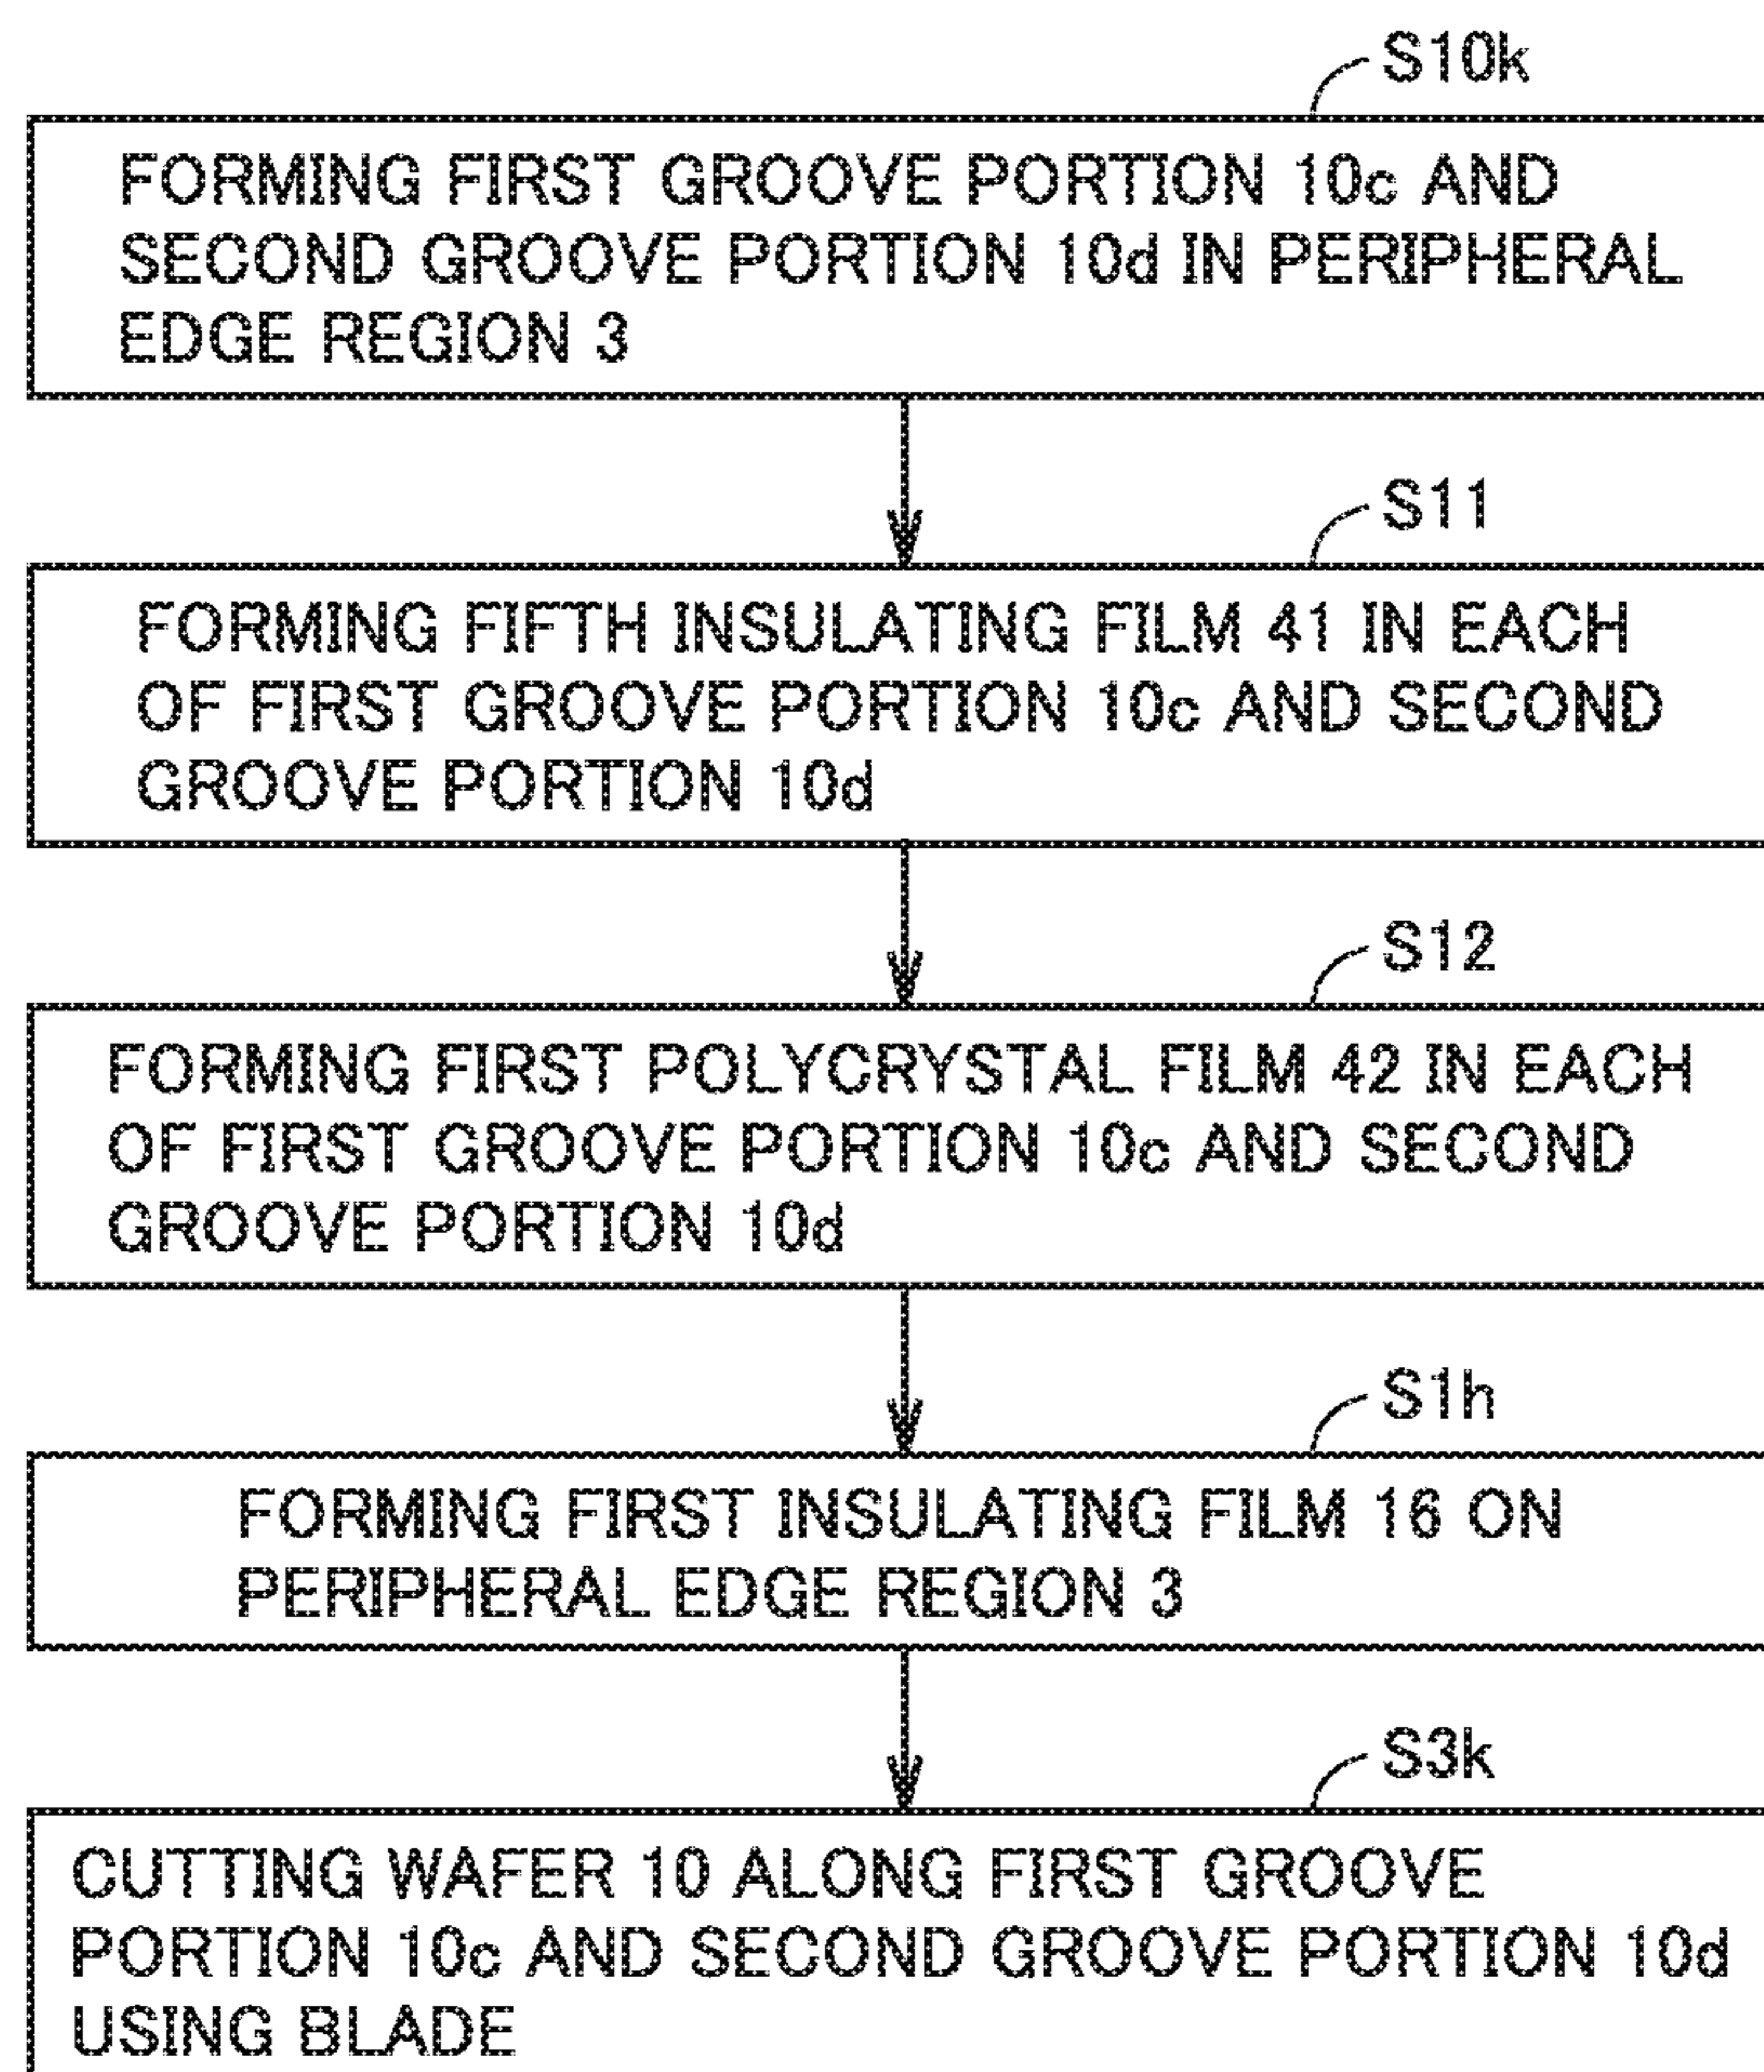 S10k
FORMING FIRST GROOVE PORTION 10c AND
SECOND GROOVE PORTION 10d IN PERIPHERAL
EDGE REGION 3
S11
FORMING FIFTH INSULATING FILM 41 IN EACH
OF FIRST GROOVE PORTION 10c AND SECOND
GROOVE PORTION 10d
S12
FORMING FIRST POLYCRYSTAL FILM 42 IN EACH
OF FIRST GROOVE PORTION 10c AND SECOND
GROOVE PORTION 10d
S1h
FORMING FIRST INSULATING FILM 16 ON
PERIPHERAL EDGE REGION 3
S3k
CUTTING WAFER 10 ALONG FIRST GROOVE
PORTION 10c AND SECOND GROOVE PORTION 10d
USING BLADE